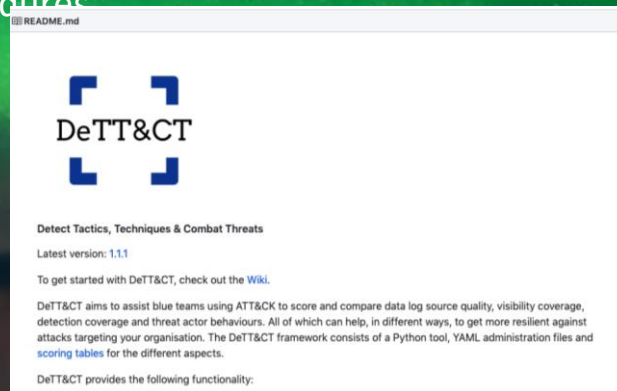 README.md
DeTT&CT
Detect Tactics, Techniques & Combat Threats
Latest version: 1.1.1
To get started with DeTT&CT, check out the Wiki.
DeTT&CT aims to assist blue teams using ATT&CK to score and compare data log source quality, visibility coverage,
detection coverage and threat actor behaviours. All of which can help, in different ways, to get more resilient against
attacks targeting your organisation. The DeTT&CT framework consists of a Python tool, YAML administration files and
scoring tables for the different aspects.
DeTT&CT provides the following functionality: